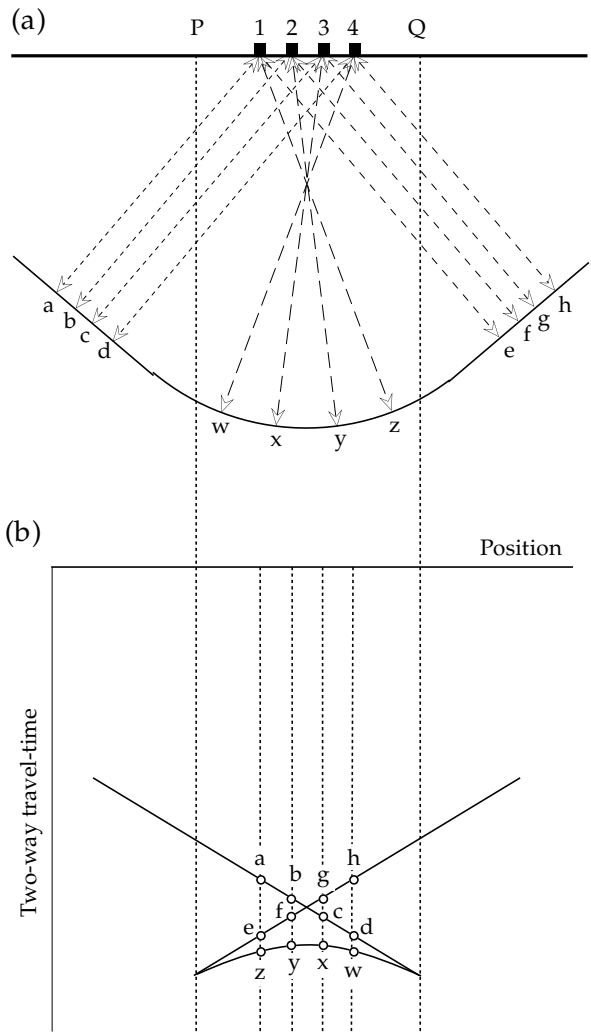 (a)
P 1 2 3 4 Q
a h
b g
c f
d e
w z
x y
(b)
Position
Two-way travel-time
a h
b g
f c
e d
z y x w